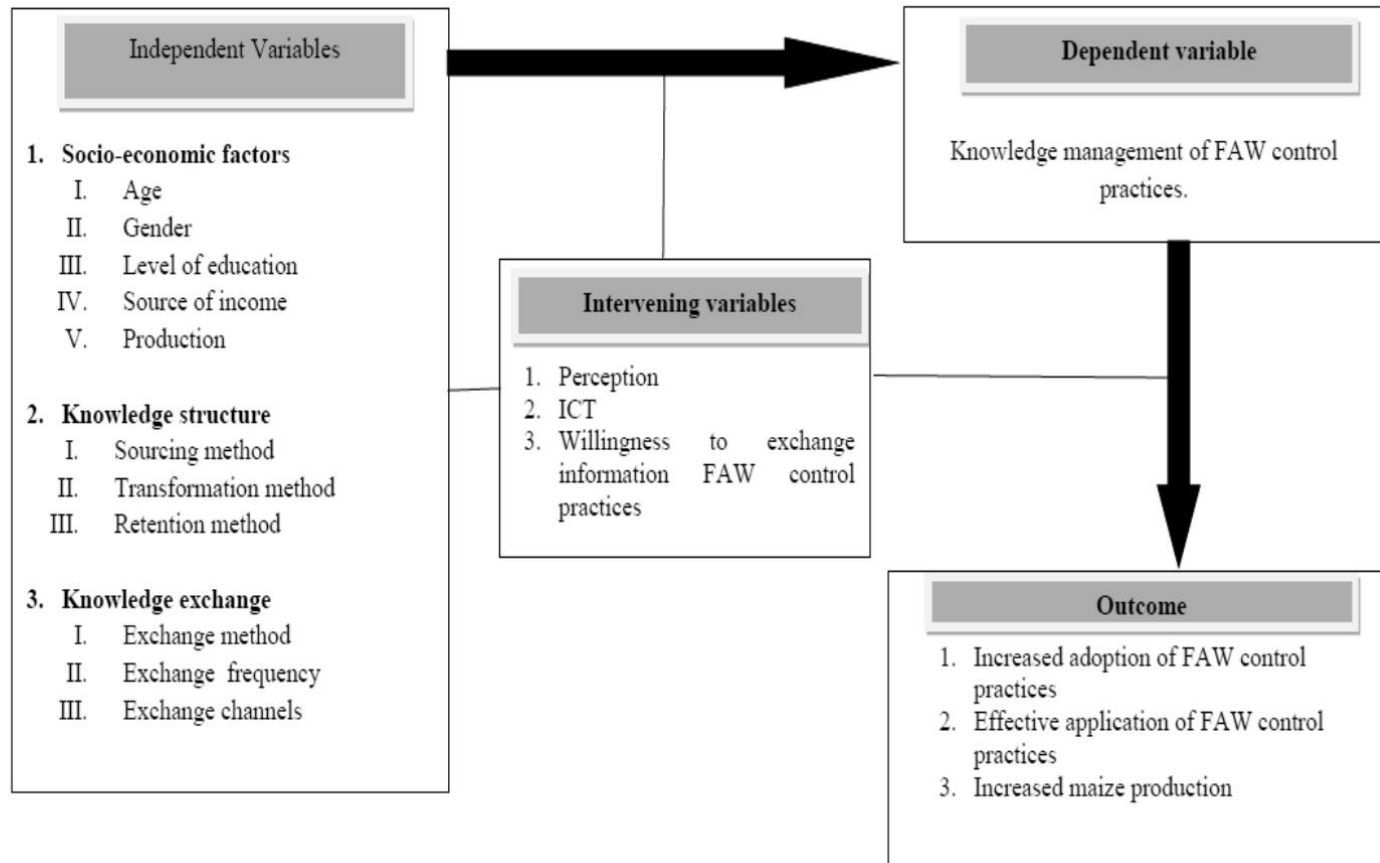 Independent Variables
1. Socio-economic factors
I. Age
II. Gender
III. Level of education
IV. Source of income
V. Production
2. Knowledge structure
I. Sourcing method
II. Transformation method
III. Retention method
3. Knowledge exchange
I. Exchange method
II. Exchange frequency
III. Exchange channels
Intervening variables
1. Perception
2. ICT
3. Willingness to exchange
information FAW control
practices
Dependent variable
Knowledge management of FAW control
practices.
Outcome
1. Increased adoption of FAW control
practices
2. Effective application of FAW control
practices
3. Increased maize production